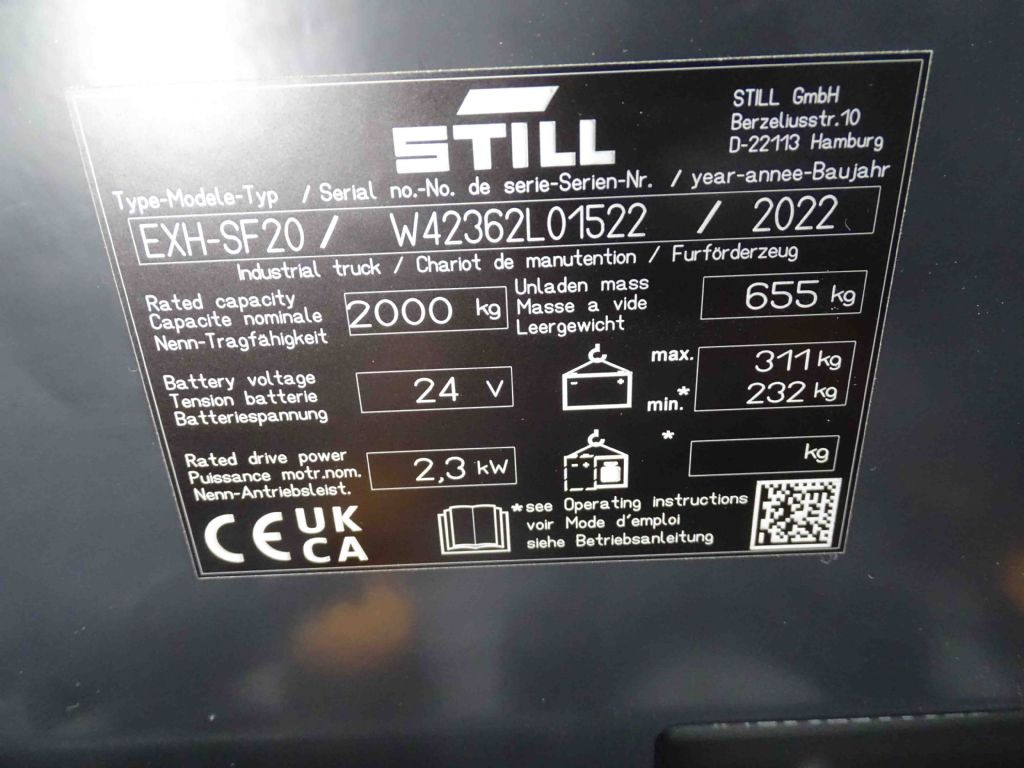 STILL
STILL GmbH
Berzeliusstr.10
D-22113 Hamburg
Type-Modele-Typ / Serial no.-No. de serie-Serien-Nr. / year-annee-Baujahr
EXH-SF20 / W42362L01522 / 2022
Industrial truck / Chariot de manutention / Furförderzeug
Rated capacity
Capacite nominale
Nenn-Tragfähigkeit
2000 kg
Unladen mass
Masse a vide
Leergewicht
655 kg
Battery voltage
Tension batterie
Batteriespannung
24 V
max. 311 kg
min.* 232 kg
Rated drive power
Puissance motr.nom.
Nenn-Antriebsleist.
2,3 kW
* kg
CE UK
CA
*see Operating instructions
voir Mode d'emploi
siehe Betriebsanleitung